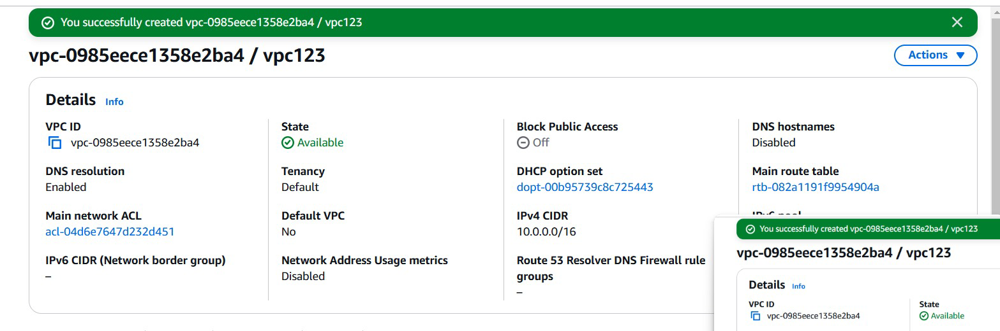 You successfully created vpc-0985eece1358e2ba4 / vpc123
vpc-0985eece1358e2ba4 / vpc123
Actions
Details Info
VPC ID
vpc-0985eece1358e2ba4
State
Available
Block Public Access
Off
DNS hostnames
Disabled
DNS resolution
Enabled
Tenancy
Default
DHCP option set
dopt-00b95739c8c725443
Main route table
rtb-082a1191f9954904a
Main network ACL
acl-04d6e7647d232d451
Default VPC
No
IPv4 CIDR
10.0.0.0/16
IPv6 CIDR (Network border group)
–
Network Address Usage metrics
Disabled
Route 53 Resolver DNS Firewall rule
groups
–
You successfully created vpc-0985eece1358e2ba4 / vpc123
vpc-0985eece1358e2ba4 / vpc123
Details Info
VPC ID
vpc-0985eece1358e2ba4
State
Available